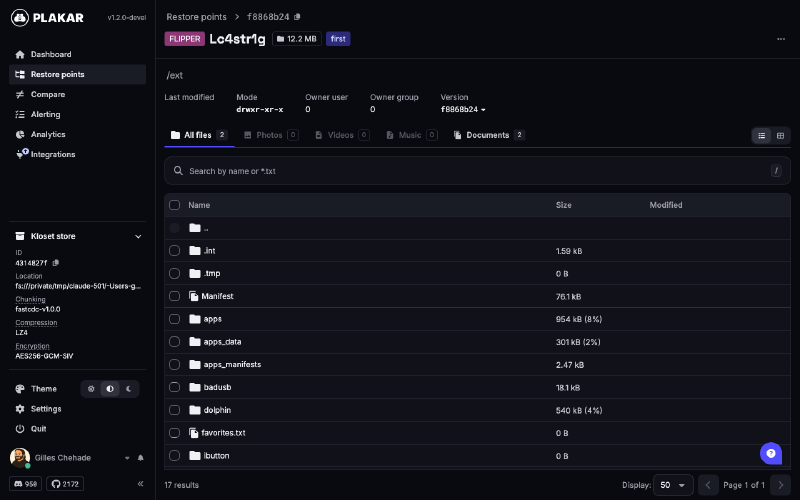 PLAKAR
v1.2.0-devel
Dashboard
Restore points
Compare
Alerting
Analytics
Integrations
Kloset store
ID
4314827f
Location
fs:///private/tmp/claude-501/-Users-g...
Chunking
fastcdc-v1.0.0
Compression
LZ4
Encryption
AES256-GCM-SIV
Theme
Settings
Quit
Gilles Chehade
950
2172
Restore points
f8868b24
FLIPPER
Lc4str1g
12.2 MB
first
/ext
Last modified
Mode
Owner user
Owner group
Version
drwxr-xr-x
0
0
f8868b24
All files 2
Photos 0
Videos 0
Music 0
Documents 2
Search by name or *.txt
/
Name Size Modified
..
.int 1.59 kB
.tmp 0 B
Manifest 76.1 kB
apps 954 kB (8%)
apps_data 301 kB (2%)
apps_manifests 2.47 kB
badusb 18.1 kB
dolphin 540 kB (4%)
favorites.txt 0 B
ibutton 0 B
17 results
Display: 50
Page 1 of 1